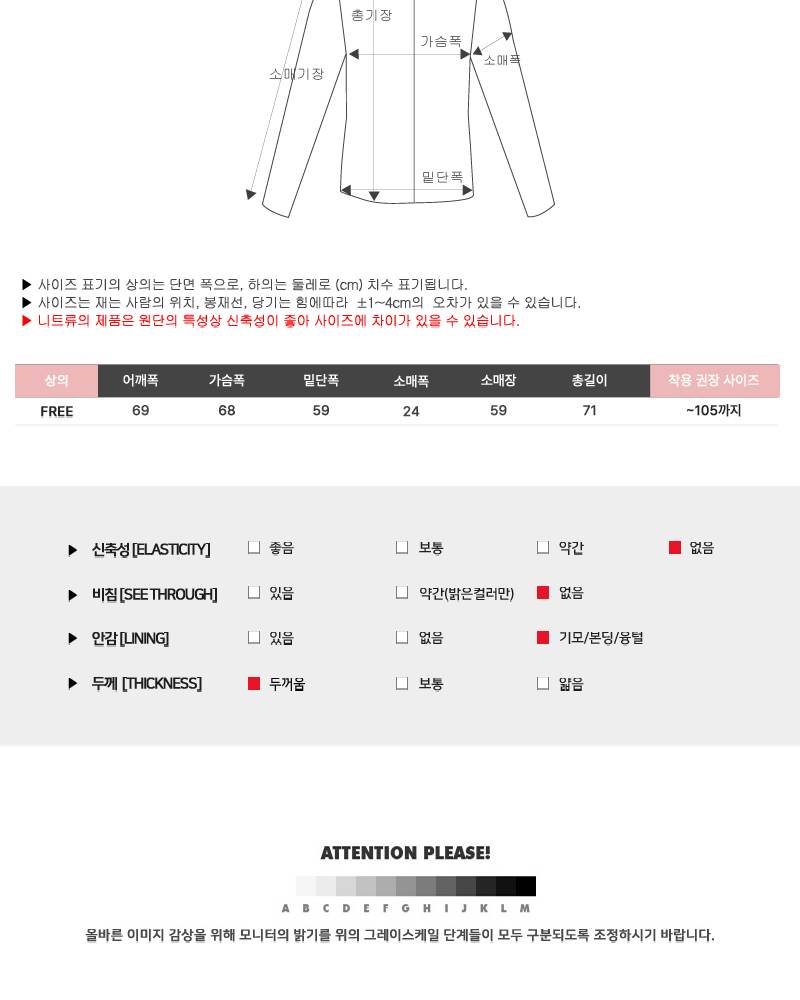 총기장
가슴폭
소매폭
소매기장
밑단폭
▶ 사이즈 표기의 상의는 단면 폭으로, 하의는 둘레로 (cm) 치수 표기됩니다.
▶ 사이즈는 재는 사람의 위치, 봉재선, 당기는 힘에따라 ±1~4cm의 오차가 있을 수 있습니다.
▶ 니트류의 제품은 원단의 특성상 신축성이 좋아 사이즈에 차이가 있을 수 있습니다.
상의 어깨폭 가슴폭 밑단폭 소매폭 소매장 총길이 착용 권장 사이즈
FREE 69 68 59 24 59 71 ~105까지
▶ 신축성 [ELASTICITY] 좋음 보통 약간 없음
▶ 비침 [SEE THROUGH] 있음 약간(밝은컬러만) 없음
▶ 안감 [LINING] 있음 없음 기모/본딩/융털
▶ 두께 [THICKNESS] 두꺼움 보통 얇음
ATTENTION PLEASE!
A B C D E F G H I J K L M
올바른 이미지 감상을 위해 모니터의 밝기를 위의 그레이스케일 단계들이 모두 구분되도록 조정하시기 바랍니다.